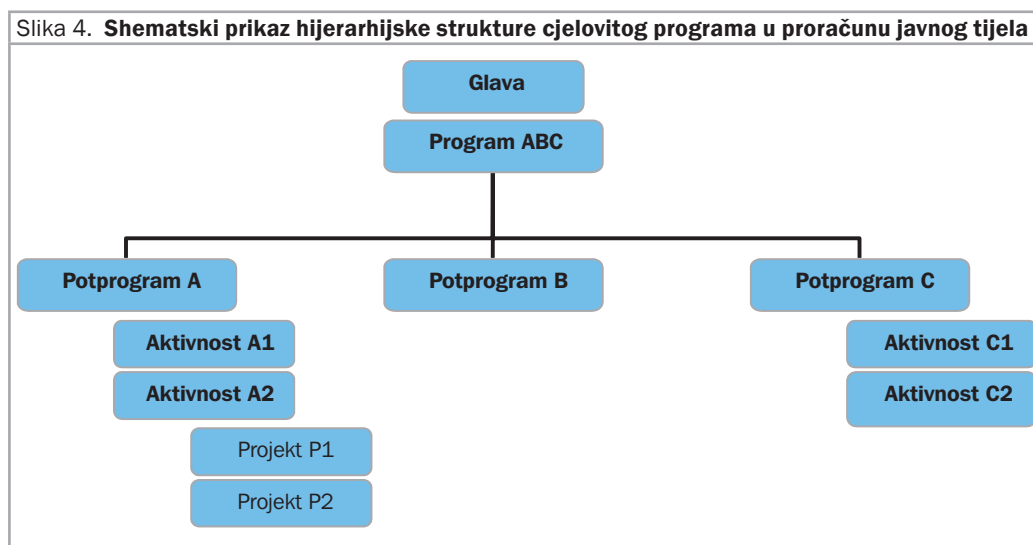 Slika 4. Shematski prikaz hijerarhijske strukture cjelovitog programa u proračunu javnog tijela
Glava
Program ABC
Potprogram A
Potprogram B
Potprogram C
Aktivnost A1
Aktivnost C1
Aktivnost A2
Aktivnost C2
Projekt P1
Projekt P2